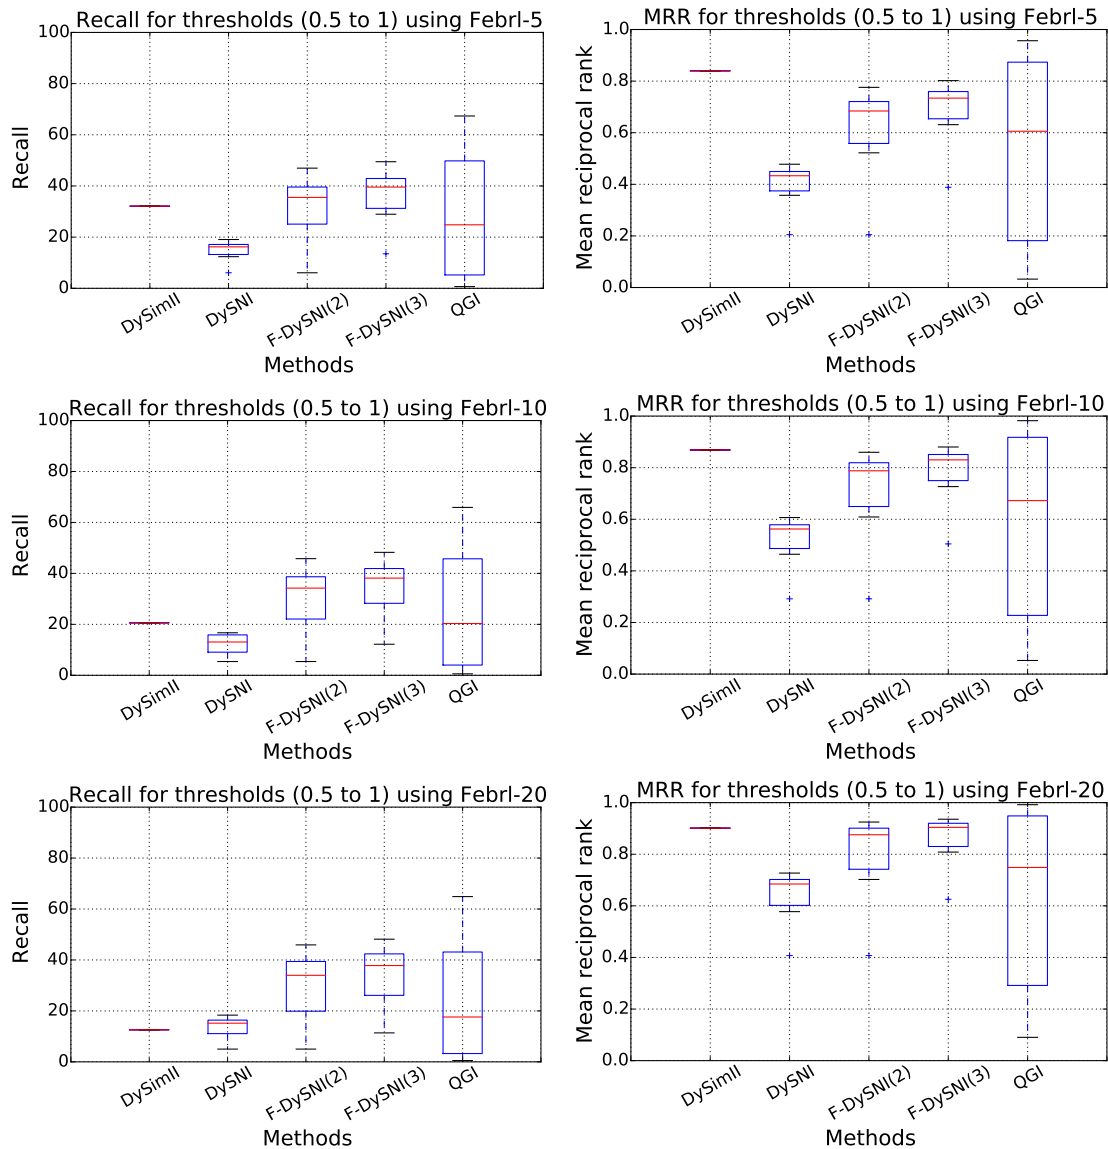 Recall for thresholds (0.5 to 1) using Febrl-5
100
80
60
40
20
0
Recall
DySimII
DySNI
F-DySNI(2)
F-DySNI(3)
QGI
Methods
MRR for thresholds (0.5 to 1) using Febrl-5
1.0
0.8
0.6
0.4
0.2
0.0
Mean reciprocal rank
DySimII
DySNI
F-DySNI(2)
F-DySNI(3)
QGI
Methods
Recall for thresholds (0.5 to 1) using Febrl-10
100
80
60
40
20
0
Recall
DySimII
DySNI
F-DySNI(2)
F-DySNI(3)
QGI
Methods
MRR for thresholds (0.5 to 1) using Febrl-10
1.0
0.8
0.6
0.4
0.2
0.0
Mean reciprocal rank
DySimII
DySNI
F-DySNI(2)
F-DySNI(3)
QGI
Methods
Recall for thresholds (0.5 to 1) using Febrl-20
100
80
60
40
20
0
Recall
DySimII
DySNI
F-DySNI(2)
F-DySNI(3)
QGI
Methods
MRR for thresholds (0.5 to 1) using Febrl-20
1.0
0.8
0.6
0.4
0.2
0.0
Mean reciprocal rank
DySimII
DySNI
F-DySNI(2)
F-DySNI(3)
QGI
Methods